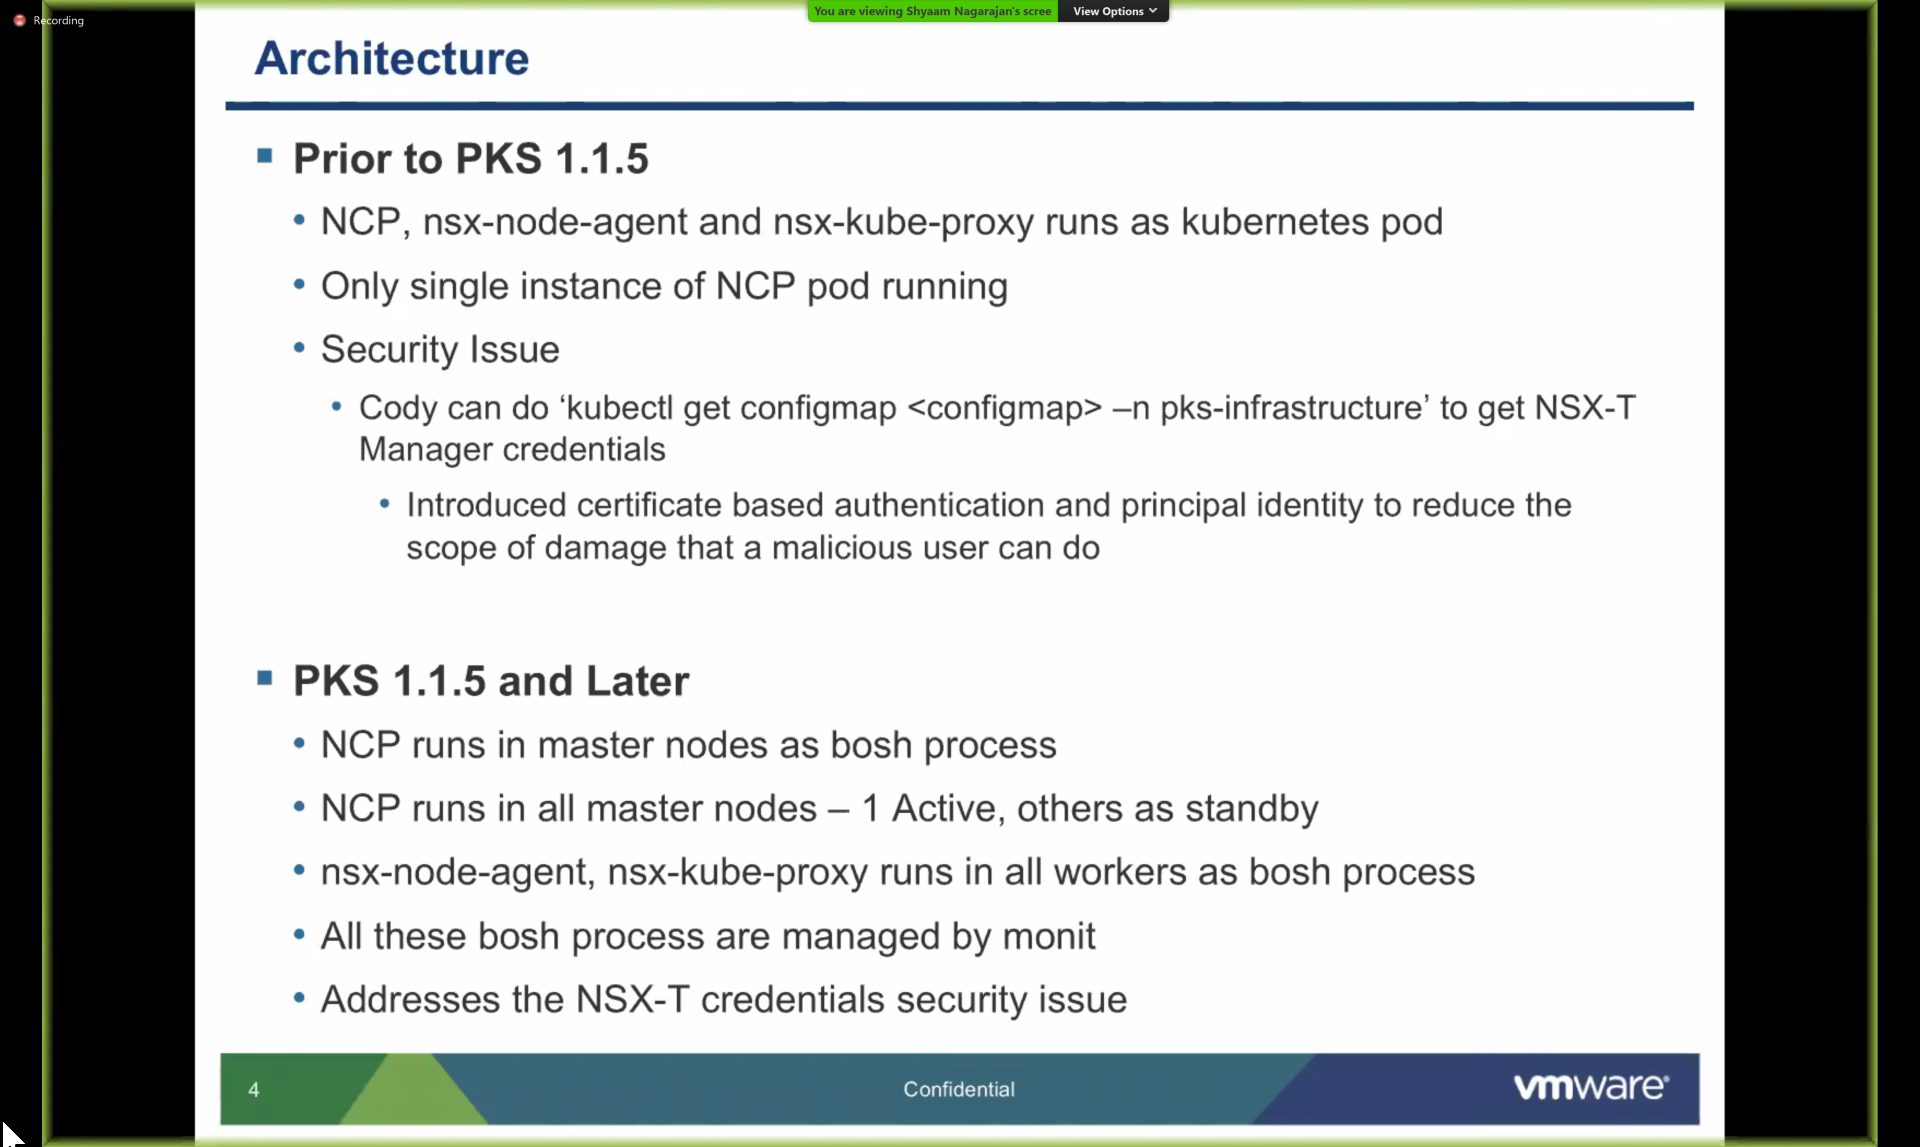 Recording
You are viewing Shyaam Nagarajan's scree
View Options
Architecture
Prior to PKS 1.1.5
NCP, nsx-node-agent and nsx-kube-proxy runs as kubernetes pod
Only single instance of NCP pod running
Security Issue
Cody can do ‘kubectl get configmap <configmap> –n pks-infrastructure’ to get NSX-T
Manager credentials
Introduced certificate based authentication and principal identity to reduce the
scope of damage that a malicious user can do
PKS 1.1.5 and Later
NCP runs in master nodes as bosh process
NCP runs in all master nodes – 1 Active, others as standby
nsx-node-agent, nsx-kube-proxy runs in all workers as bosh process
All these bosh process are managed by monit
Addresses the NSX-T credentials security issue
4
Confidential
vmware®